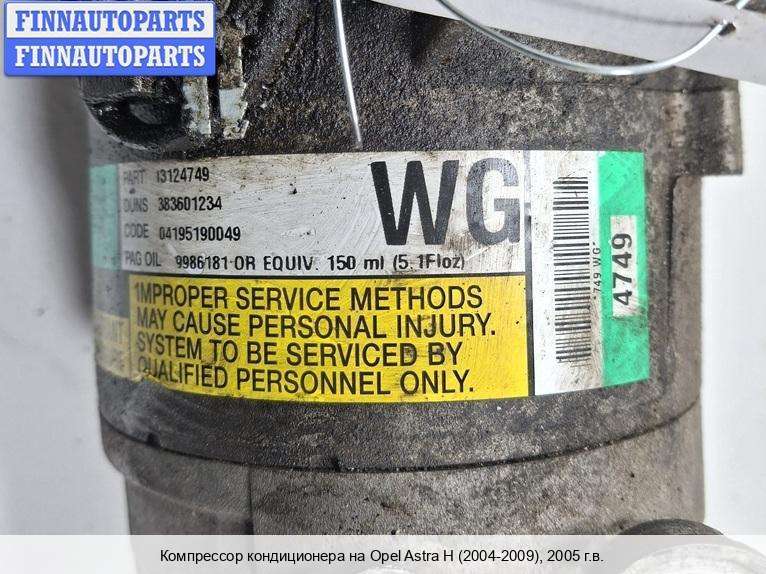 FINNAUTOPARTS
FINNAUTOPARTS
PART 13124749
DUNS 383601234
CODE 04195190049
WG
PAG OIL 9986181 OR EQUIV. 150 ml (5.1Floz)
IMPROPER SERVICE METHODS
MAY CAUSE PERSONAL INJURY.
SYSTEM TO BE SERVICED BY
QUALIFIED PERSONNEL ONLY.
*749 WG*
4749
Компрессор кондиционера на Opel Astra H (2004-2009), 2005 г.в.